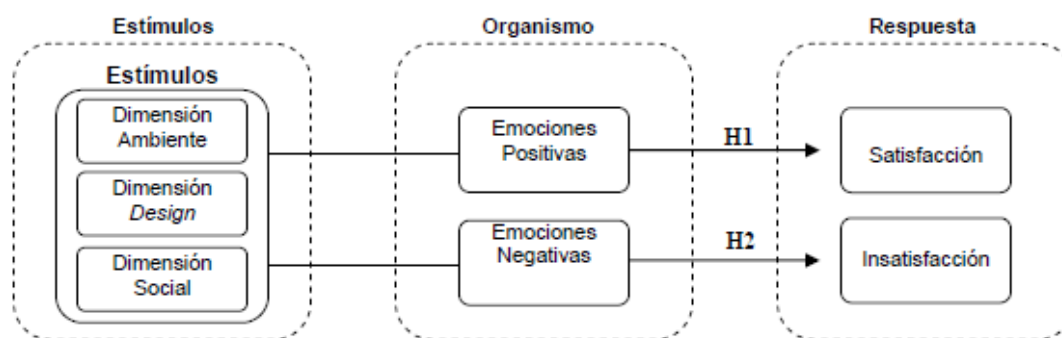 Estímulos
Organismo
Respuesta
Estímulos
Dimensión
Ambiente
Dimensión
Design
Dimensión
Social
Emociones
Positivas
Emociones
Negativas
H1
H2
Satisfacción
Insatisfacción